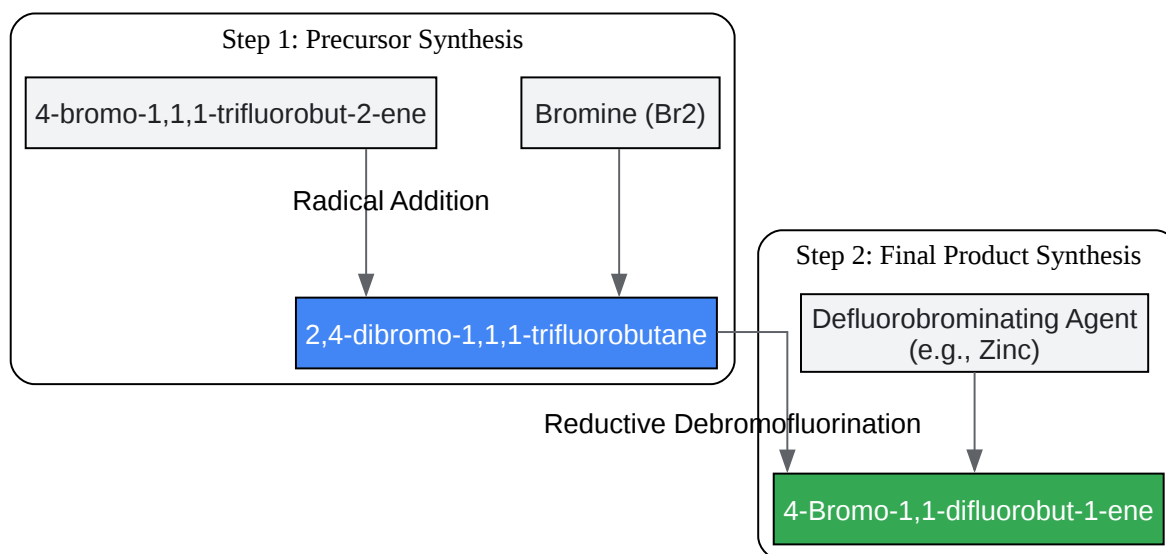 Step 1: Precursor Synthesis
4-bromo-1,1,1-trifluorobut-2-ene
Bromine (Br2)
Radical Addition
2,4-dibromo-1,1,1-trifluorobutane
Step 2: Final Product Synthesis
Defluorobrominating Agent
(e.g., Zinc)
Reductive Debromofluorination
4-Bromo-1,1-difluorobut-1-ene